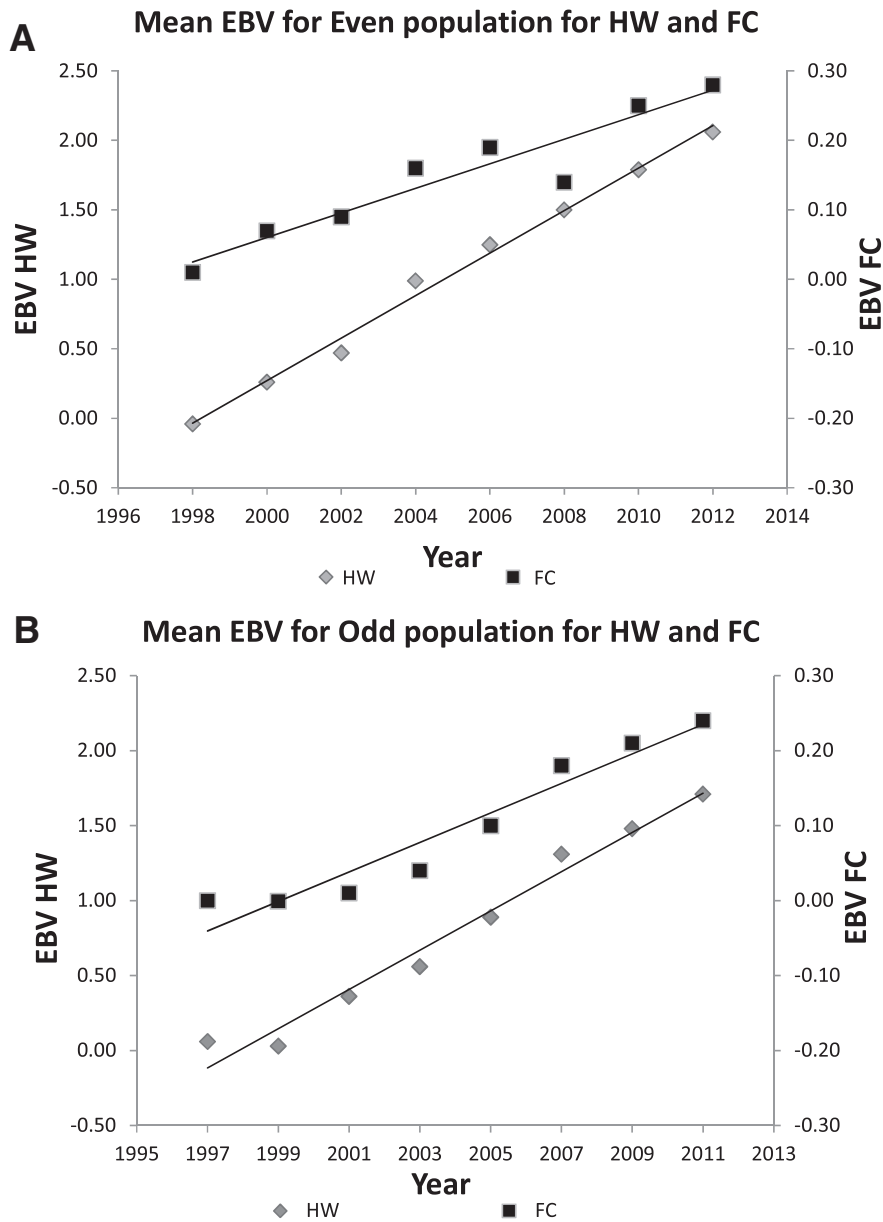 A
Mean EBV for Even population for HW and FC
2.50
2.00
1.50
1.00
0.50
0.00
-0.50
EBV HW
0.30
0.20
0.10
0.00
-0.10
-0.20
-0.30
EBV FC
1996 1998 2000 2002 2004 2006 2008 2010 2012 2014
Year
HW FC
B
Mean EBV for Odd population for HW and FC
2.50
2.00
1.50
1.00
0.50
0.00
-0.50
EBV HW
0.30
0.20
0.10
0.00
-0.10
-0.20
-0.30
EBV FC
1995 1997 1999 2001 2003 2005 2007 2009 2011 2013
Year
HW FC